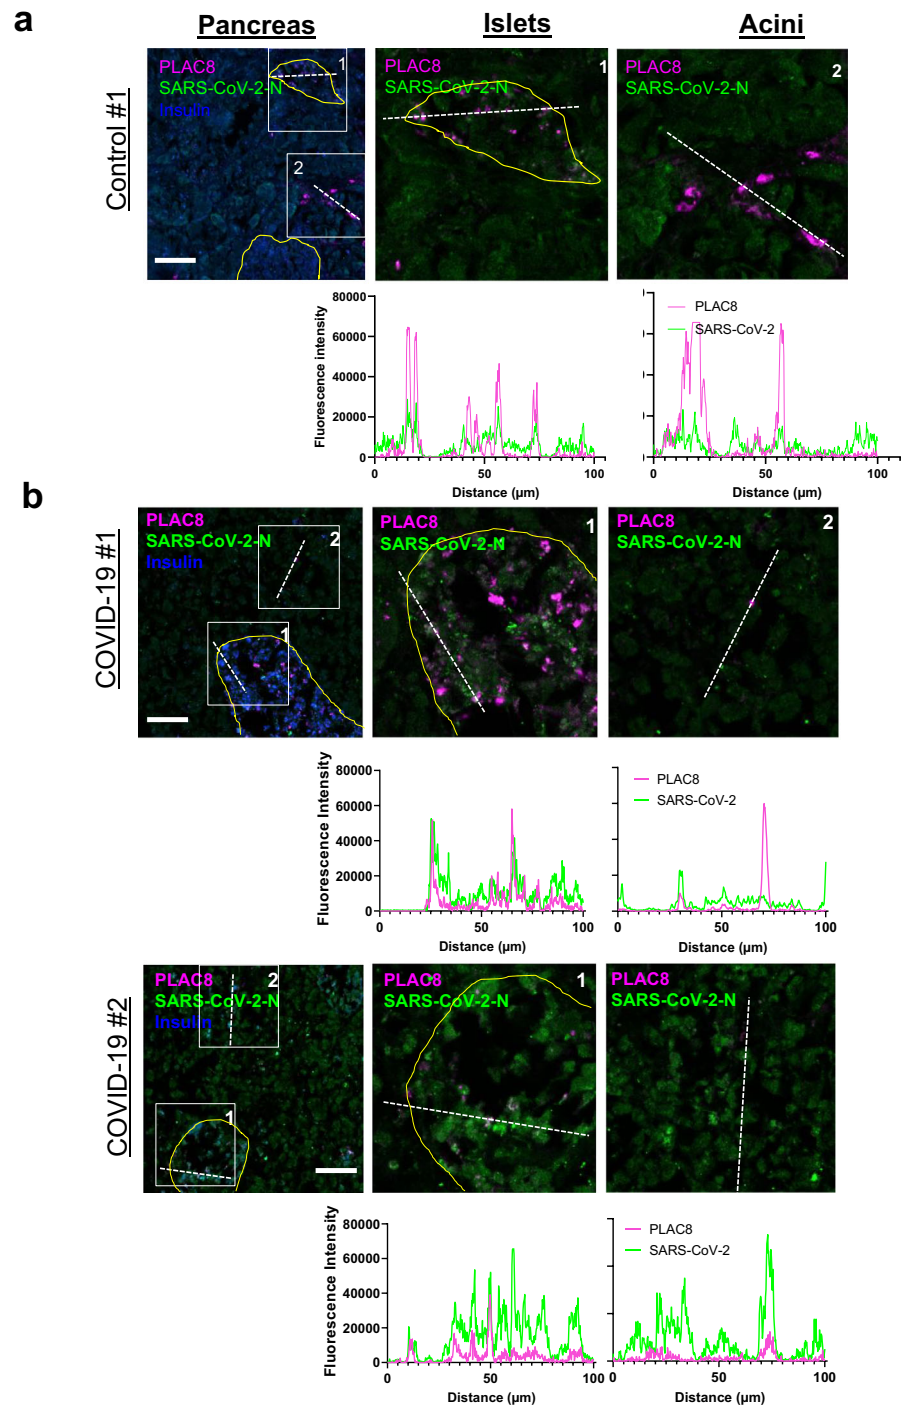 a
Pancreas
Islets
Acini
Control #1
PLAC8
SARS-CoV-2-N
Insulin
1
2
PLAC8
SARS-CoV-2-N
1
PLAC8
SARS-CoV-2-N
2
Fluorescence intensity
80000
60000
40000
20000
0
0
50
100
Distance (µm)
PLAC8
SARS-CoV-2
0
50
100
Distance (µm)
b
COVID-19 #1
PLAC8
SARS-CoV-2-N
Insulin
2
1
PLAC8
SARS-CoV-2-N
1
PLAC8
SARS-CoV-2-N
2
Fluorescence Intensity
80000
60000
40000
20000
0
0
50
100
Distance (µm)
PLAC8
SARS-CoV-2
0
50
100
Distance (µm)
COVID-19 #2
PLAC8
SARS-CoV-2-N
Insulin
2
1
PLAC8
SARS-CoV-2-N
1
PLAC8
SARS-CoV-2-N
Fluorescence Intensity
80000
60000
40000
20000
0
0
50
100
Distance (µm)
PLAC8
SARS-CoV-2
0
50
100
Distance (µm)